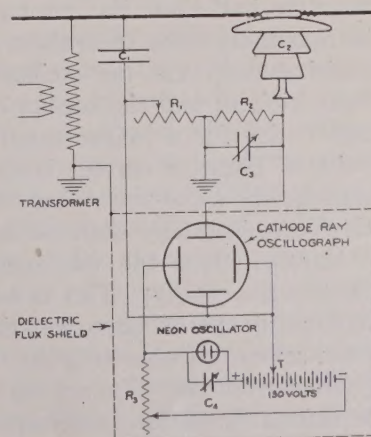 C₁
C₂
R₁
R₂
C₃
TRANSFORMER
CATHODE RAY
OSCILLOGRAPH
DIELECTRIC
FLUX SHIELD
NEON OSCILLATOR
T
+
−
R₃
C₄
130 VOLTS